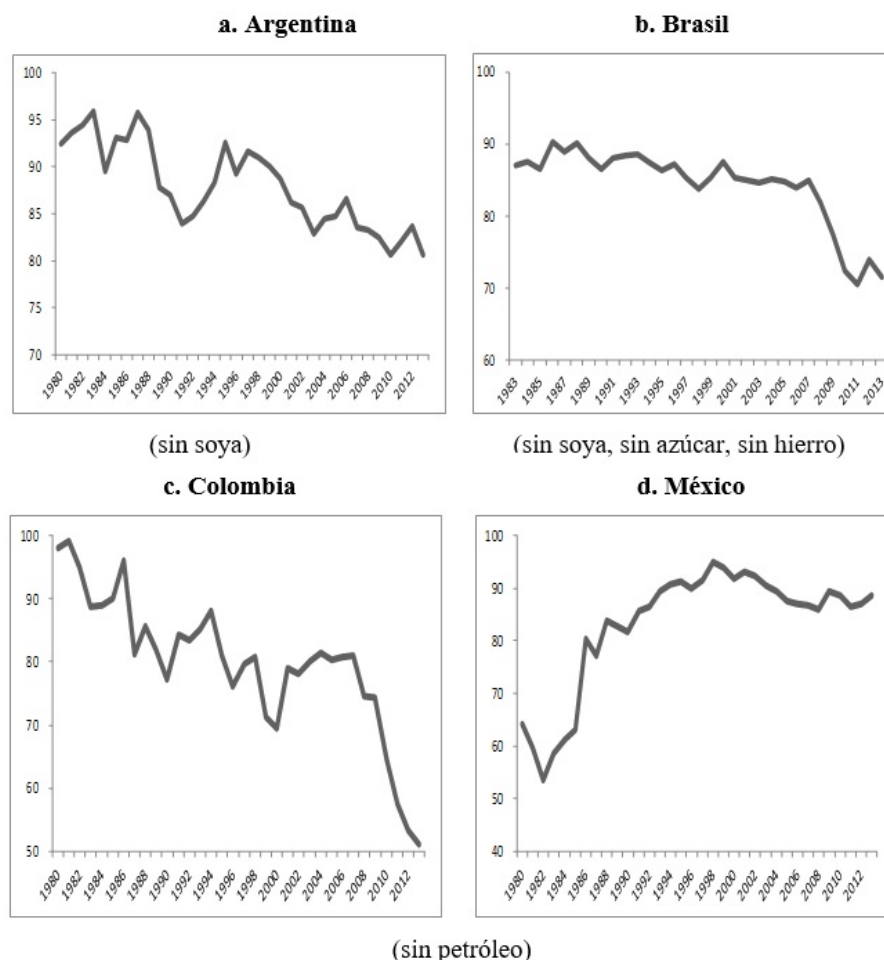 a. Argentina
100
95
90
85
80
75
70
1980 1982 1984 1986 1988 1990 1992 1994 1996 1998 2000 2002 2004 2006 2008 2010 2012
(sin soya)
b. Brasil
100
90
80
70
60
1983 1985 1987 1989 1991 1993 1995 1997 1999 2001 2003 2005 2007 2009 2011 2013
(sin soya, sin azúcar, sin hierro)
c. Colombia
100
90
80
70
60
50
1980 1982 1984 1986 1988 1990 1992 1994 1996 1998 2000 2002 2004 2006 2008 2010 2012
d. México
100
90
80
70
60
50
40
1980 1982 1984 1986 1988 1990 1992 1994 1996 1998 2000 2002 2004 2006 2008 2010 2012
(sin petróleo)